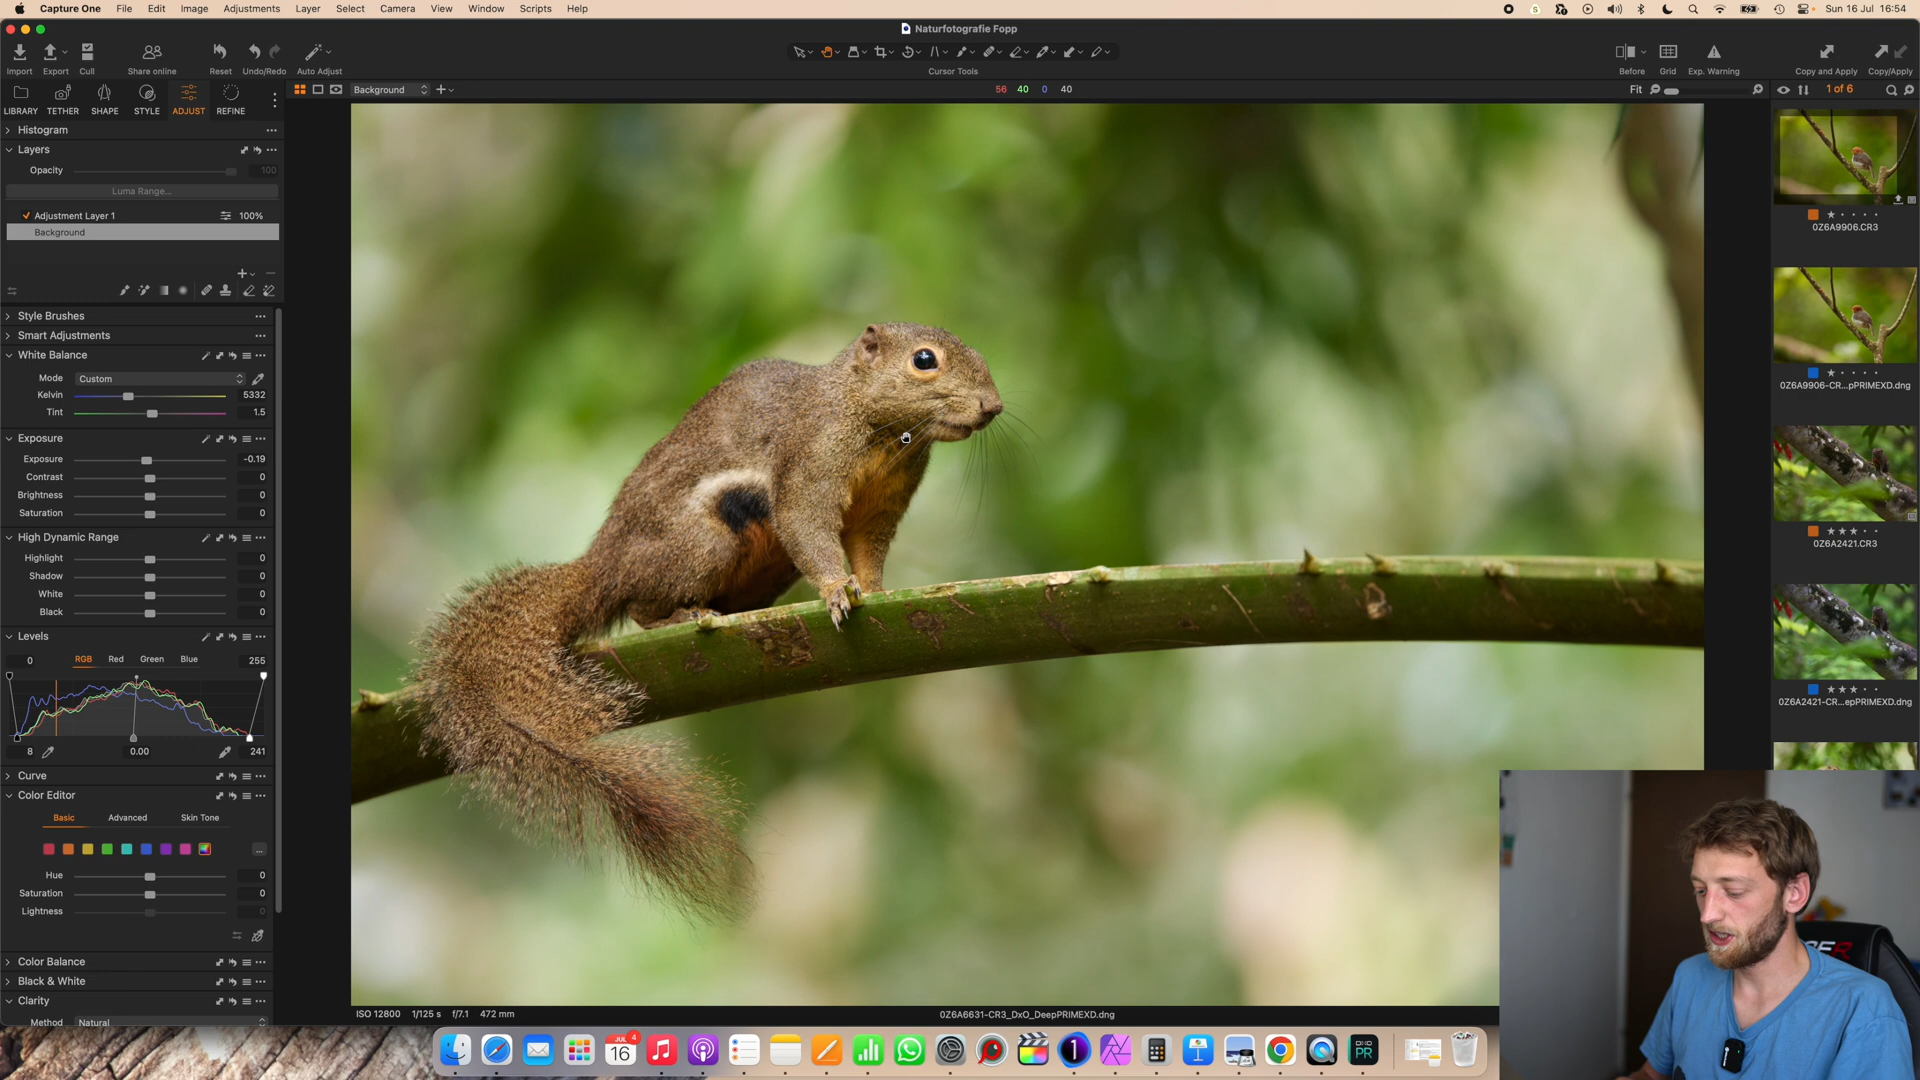 Capture One File Edit Image Adjustments Layer Select Camera View Window Scripts Help Sun 16 Jul 16:54
Naturfotografie Fopp
Import Export Cull Share online Reset Undo/Redo Auto Adjust Cursor Tools Before Grid Exp. Warning Copy and Apply Copy/Apply
LIBRARY TETHER SHAPE STYLE ADJUST REFINE
Background 56 40 0 40 Fit 1 of 6
Histogram
Layers
Opacity 100
Luma Range...
Adjustment Layer 1 100%
Background
Style Brushes
Smart Adjustments
White Balance
Mode Custom
Kelvin 5332
Tint 1.5
Exposure
Exposure -0.19
Contrast 0
Brightness 0
Saturation 0
High Dynamic Range
Highlight 0
Shadow 0
White 0
Black 0
Levels
0 RGB Red Green Blue 255
8 0.00 241
Curve
Color Editor
Basic Advanced Skin Tone
Hue 0
Saturation 0
Lightness 0
Color Balance
Black & White
Clarity
Method Natural
0Z6A9906.CR3
0Z6A9906-CR...pPRIMEXD.dng
0Z6A2421.CR3
0Z6A2421-CR...epPRIMEXD.dng
ISO 12800 1/125 s f/7.1 472 mm 0Z6A6631-CR3_DxO_DeepPRIMEXD.dng
JUL 4
16
1
DXO
PR